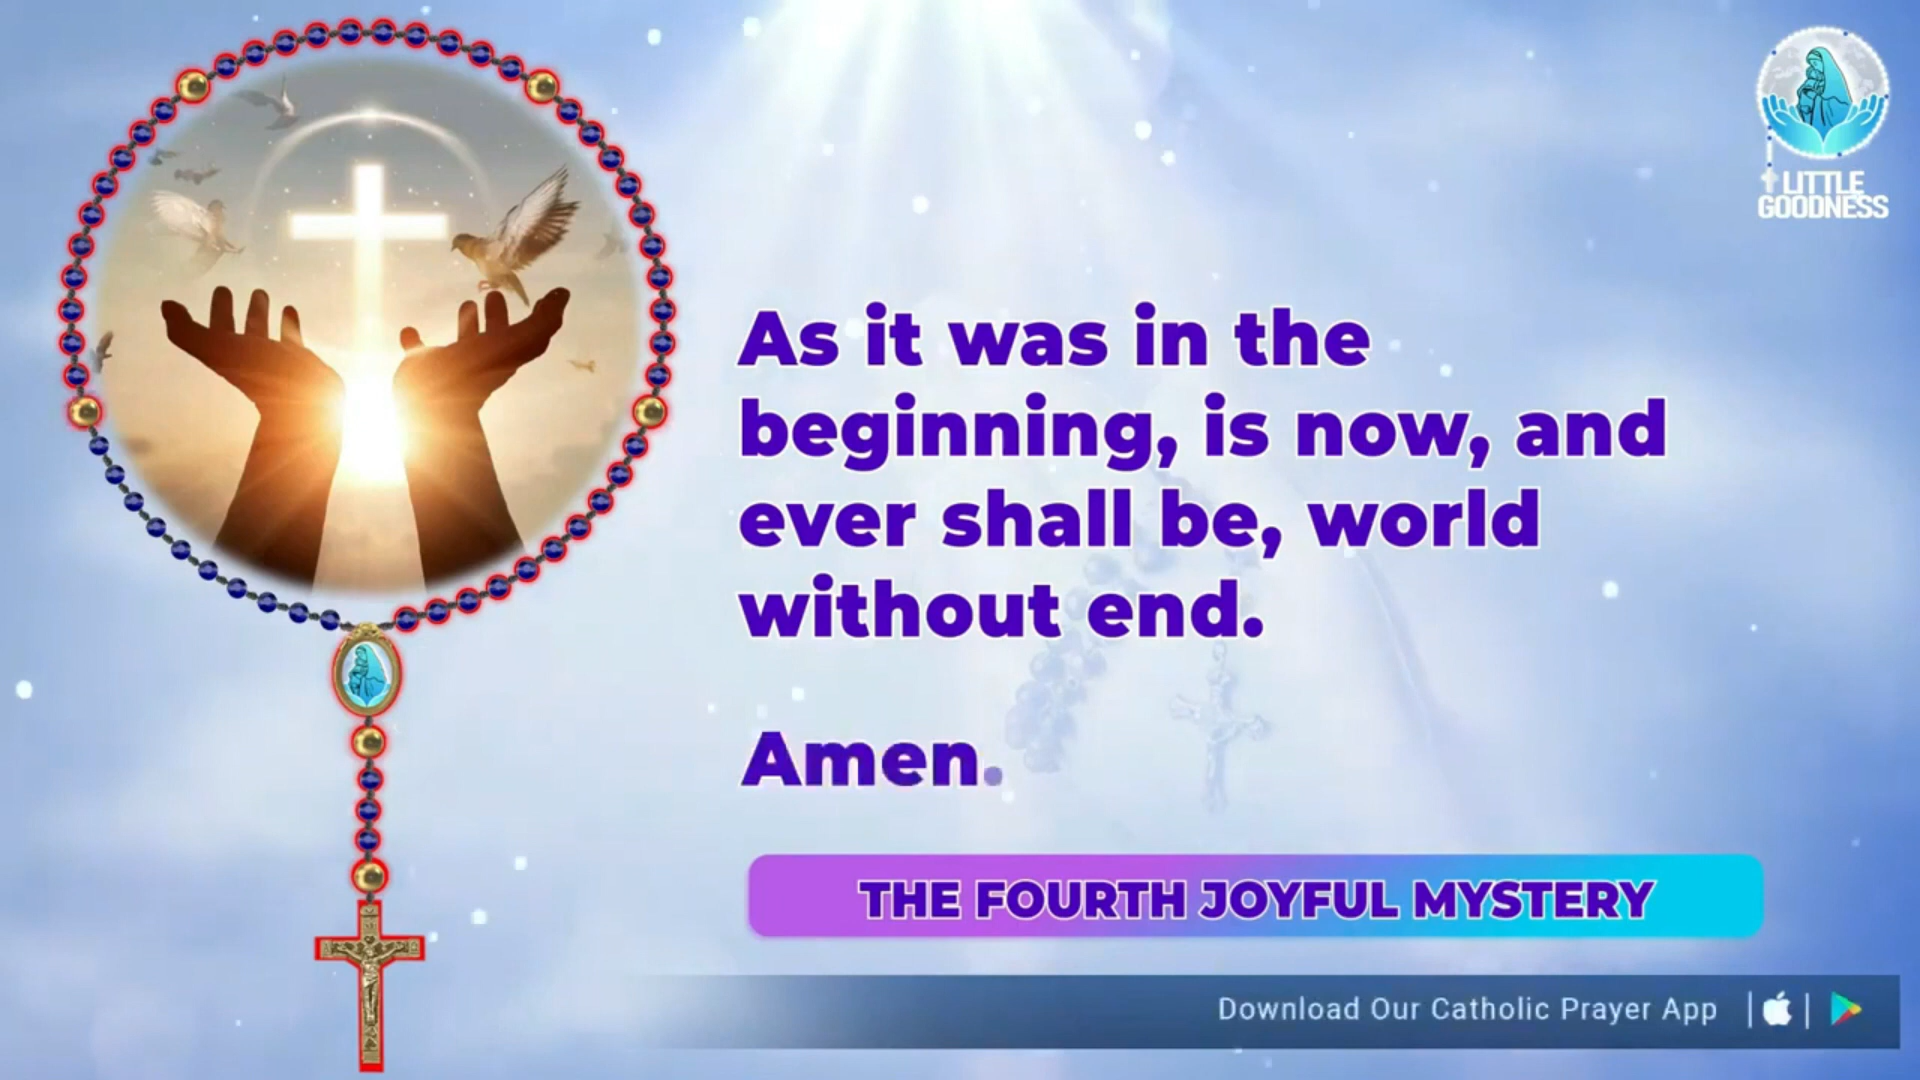 LITTLE
GOODNESS
As it was in the
beginning, is now, and
ever shall be, world
without end.
Amen.
THE FOURTH JOYFUL MYSTERY
Download Our Catholic Prayer App